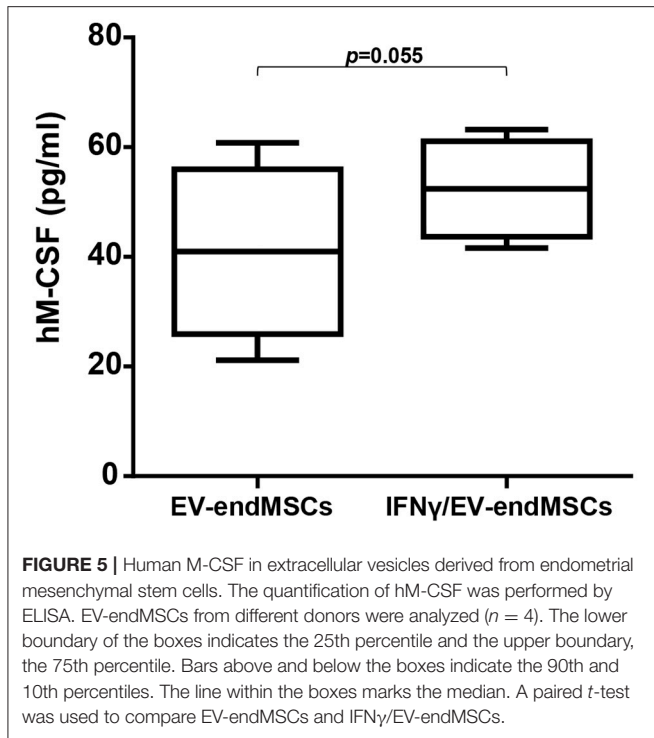 80
p=0.055
60
40
20
0
hM-CSF (pg/ml)
EV-endMSCs IFNγ/EV-endMSCs
FIGURE 5 | Human M-CSF in extracellular vesicles derived from endometrial
mesenchymal stem cells. The quantification of hM-CSF was performed by
ELISA. EV-endMSCs from different donors were analyzed (n = 4). The lower
boundary of the boxes indicates the 25th percentile and the upper boundary,
the 75th percentile. Bars above and below the boxes indicate the 90th and
10th percentiles. The line within the boxes marks the median. A paired t-test
was used to compare EV-endMSCs and IFNγ/EV-endMSCs.